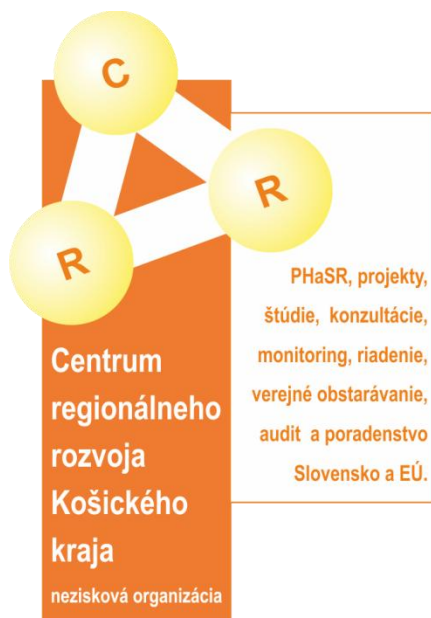 C
R
R
PHaSR, projekty,
štúdie, konzultácie,
monitoring, riadenie,
verejné obstarávanie,
audit a poradenstvo
Slovensko a EÚ.
Centrum
regionálneho
rozvoja
Košického
kraja
nezisková organizácia